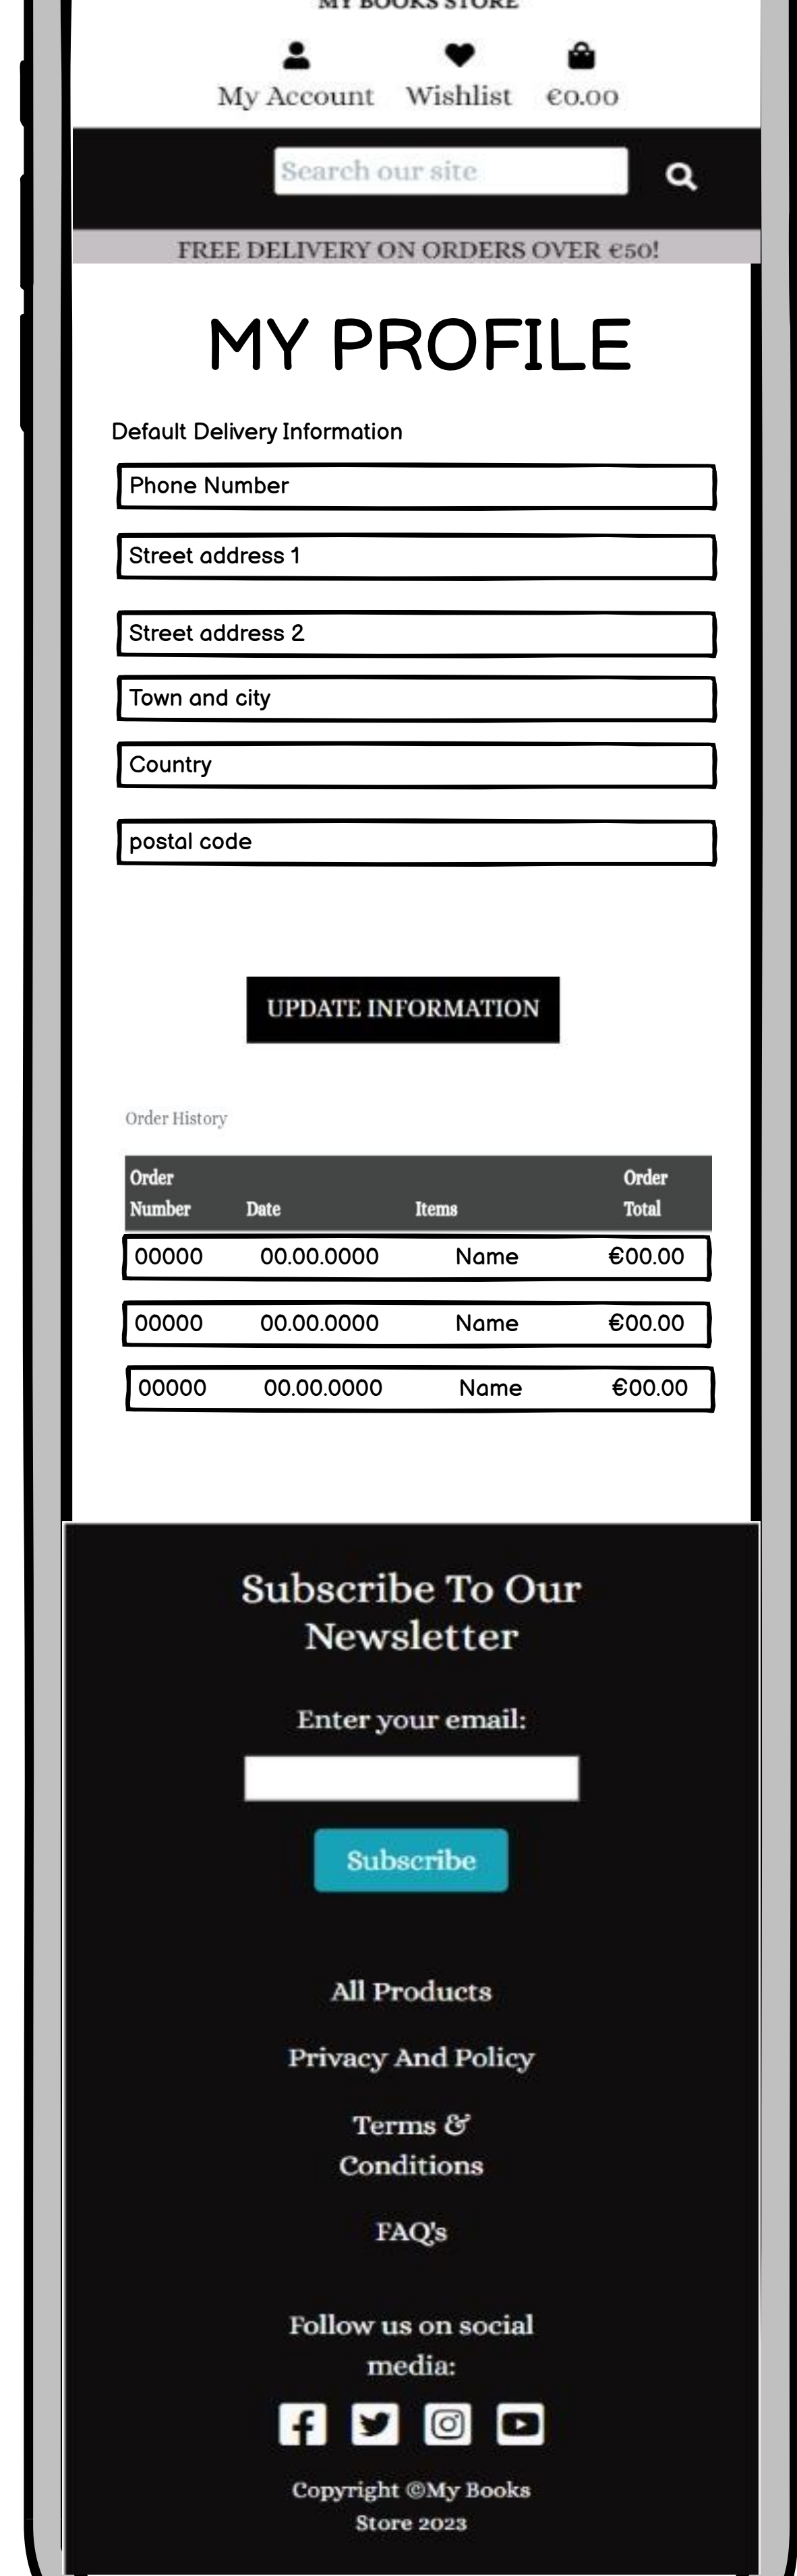 MY BOOKS STORE
My Account Wishlist €0.00
Search our site
FREE DELIVERY ON ORDERS OVER €50!
MY PROFILE
Default Delivery Information
Phone Number
Street address 1
Street address 2
Town and city
Country
postal code
UPDATE INFORMATION
Order History
Order Number Date Items Order Total
00000 00.00.0000 Name €00.00
00000 00.00.0000 Name €00.00
00000 00.00.0000 Name €00.00
Subscribe To Our
Newsletter
Enter your email:
Subscribe
All Products
Privacy And Policy
Terms &
Conditions
FAQ's
Follow us on social
media:
Copyright ©My Books
Store 2023